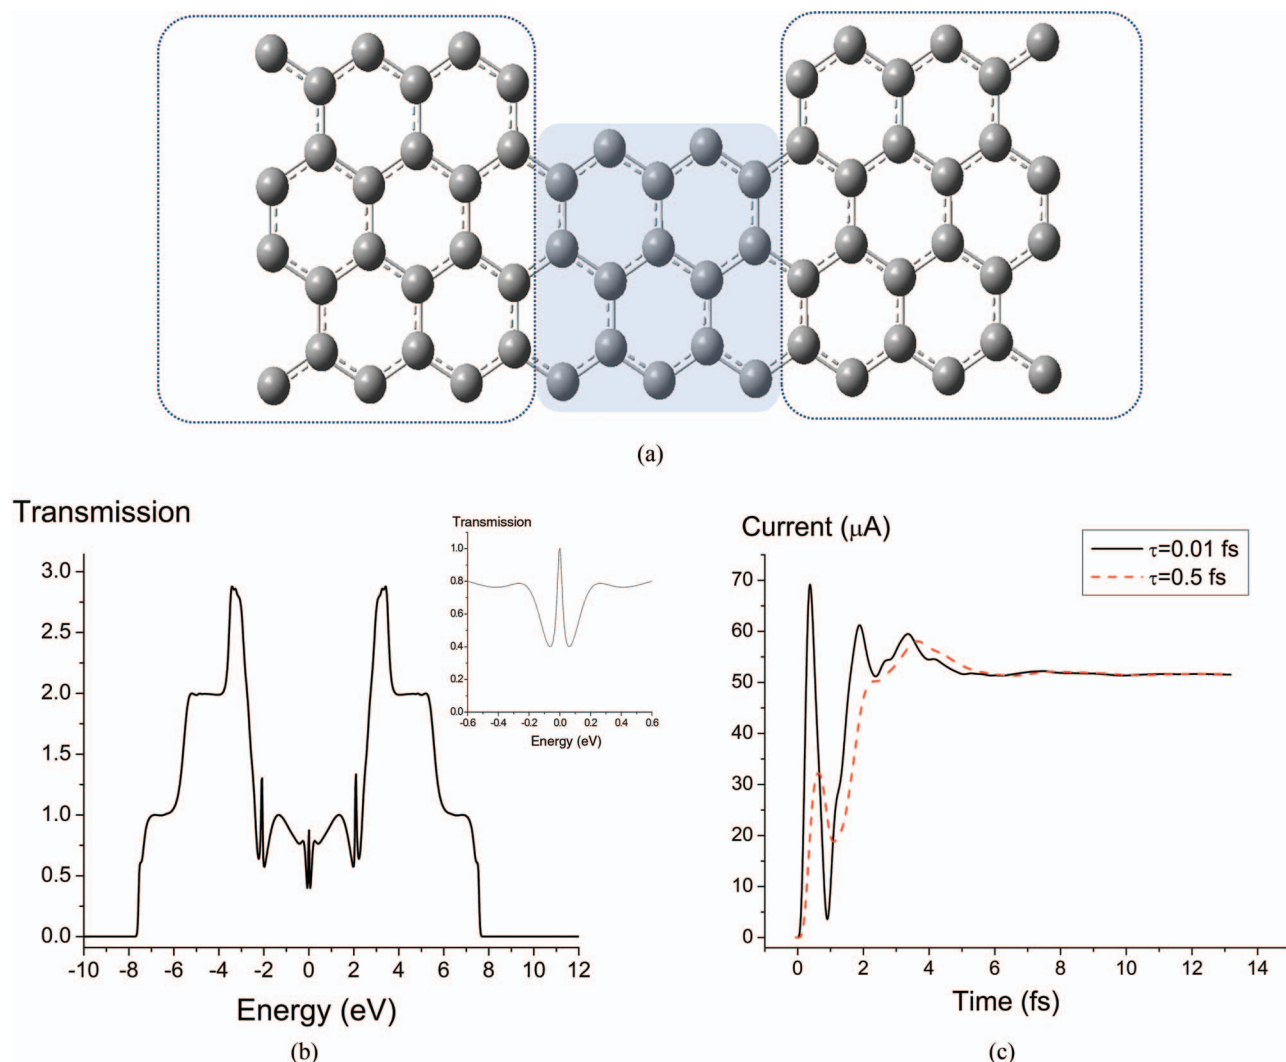 (a)
Transmission
3.0
2.5
2.0
1.5
1.0
0.5
0.0
-10 -8 -6 -4 -2 0 2 4 6 8 10 12
Energy (eV)
(b)
Transmission
1.0
0.8
0.6
0.4
0.2
0.0
-0.6 -0.4 -0.2 0.0 0.2 0.4 0.6
Energy (eV)
Current (μA)
τ=0.01 fs
τ=0.5 fs
70
60
50
40
30
20
10
0
0 2 4 6 8 10 12 14
Time (fs)
(c)